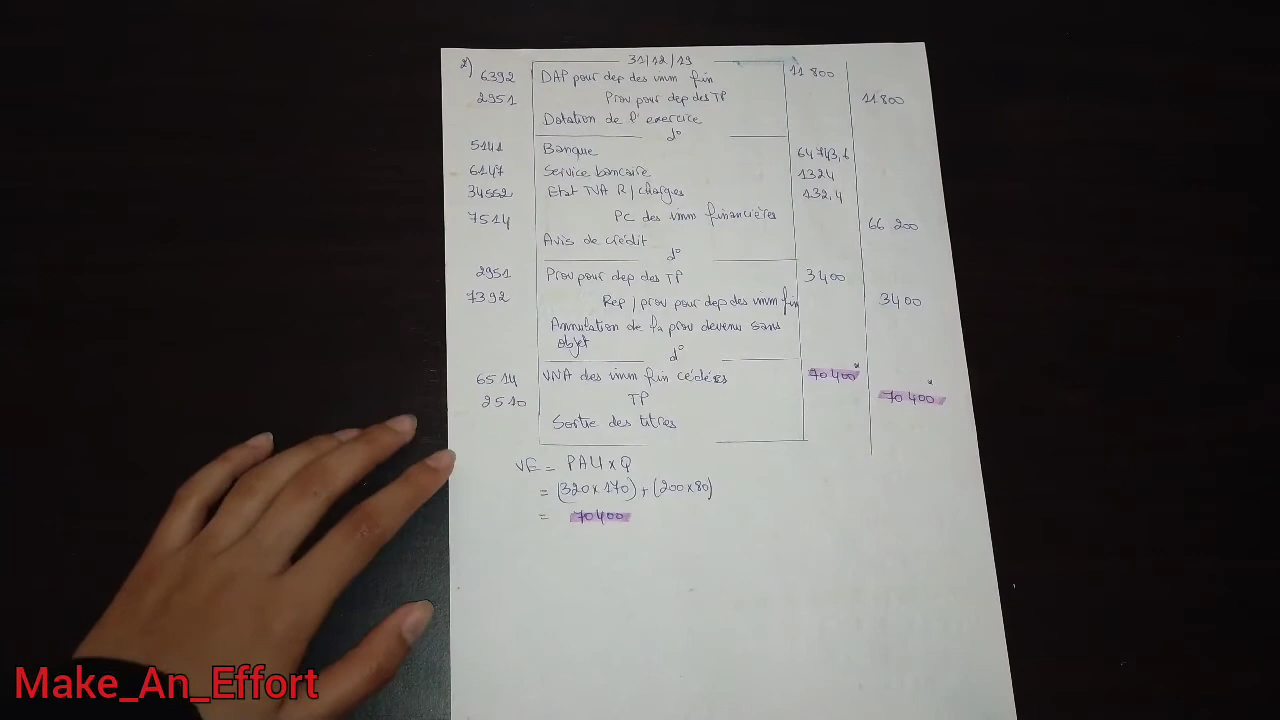 2) 31/12/19
6392 DAP pour dep des imm fin 11 800
2951 Prov pour dep des TP 11 800
Dotation de l'exercice
d°
5141 Banque 64 743,6
6147 Service bancaire 1324
34552 Etat TVA R/charges 132,4
7514 PC des imm financières 66 200
Avis de crédit
d°
2951 Prov pour dep des TP 3400
7392 Rep/prov pour dep des imm fin 3400
Annulation de la prov devenu sans
objet
d°
6514 VNA des imm fin cédées 70 400*
2510 TP 70 400*
Sortie des titres
VE = PAU x Q
= (320 x 170) + (200 x 80)
= 70400
Make_An_Effort